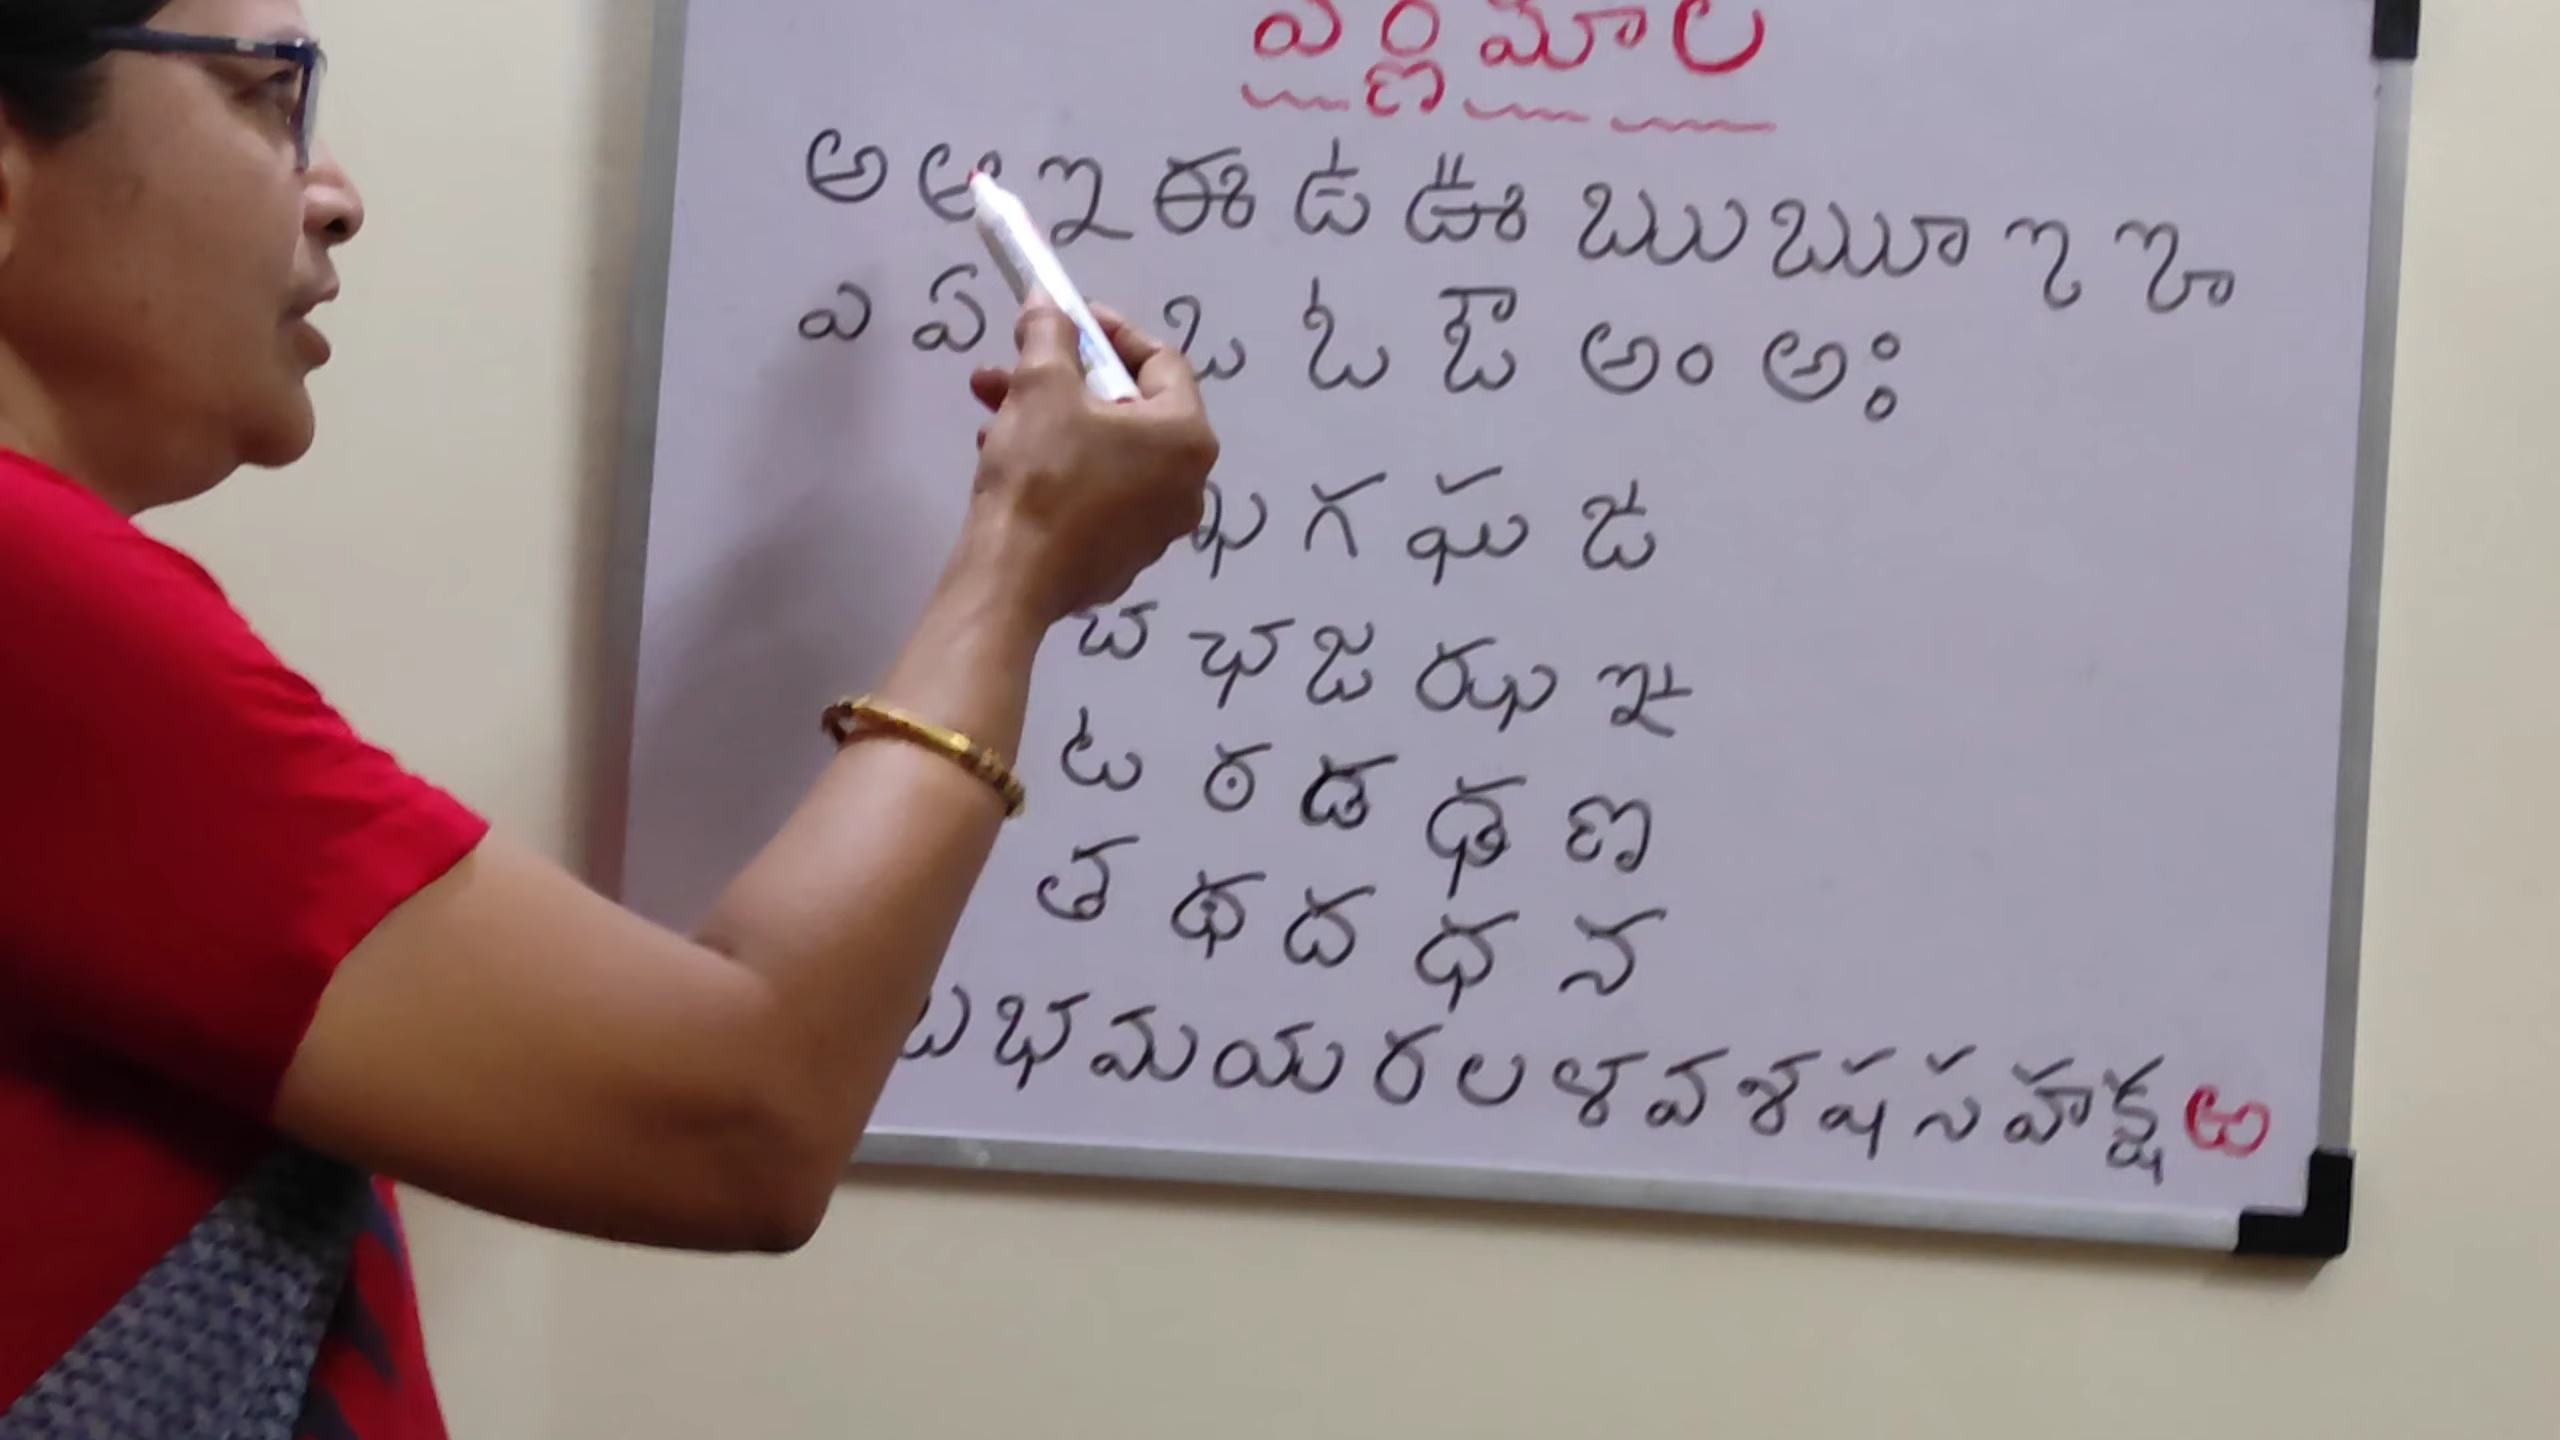 వర్ణమాల
అ ఆ ఇ ఈ ఉ ఊ ఋ ౠ ఌ ౡ
ఎ ఏ ఒ ఓ ఔ అం అః
ఖ గ ఘ జ
చ ఛ జ ఝ ఞ
ట ఠ డ ఢ ణ
త థ ద ధ న
బ భ మ య ర ల ళ వ శ ష స హ క్ష ఱ